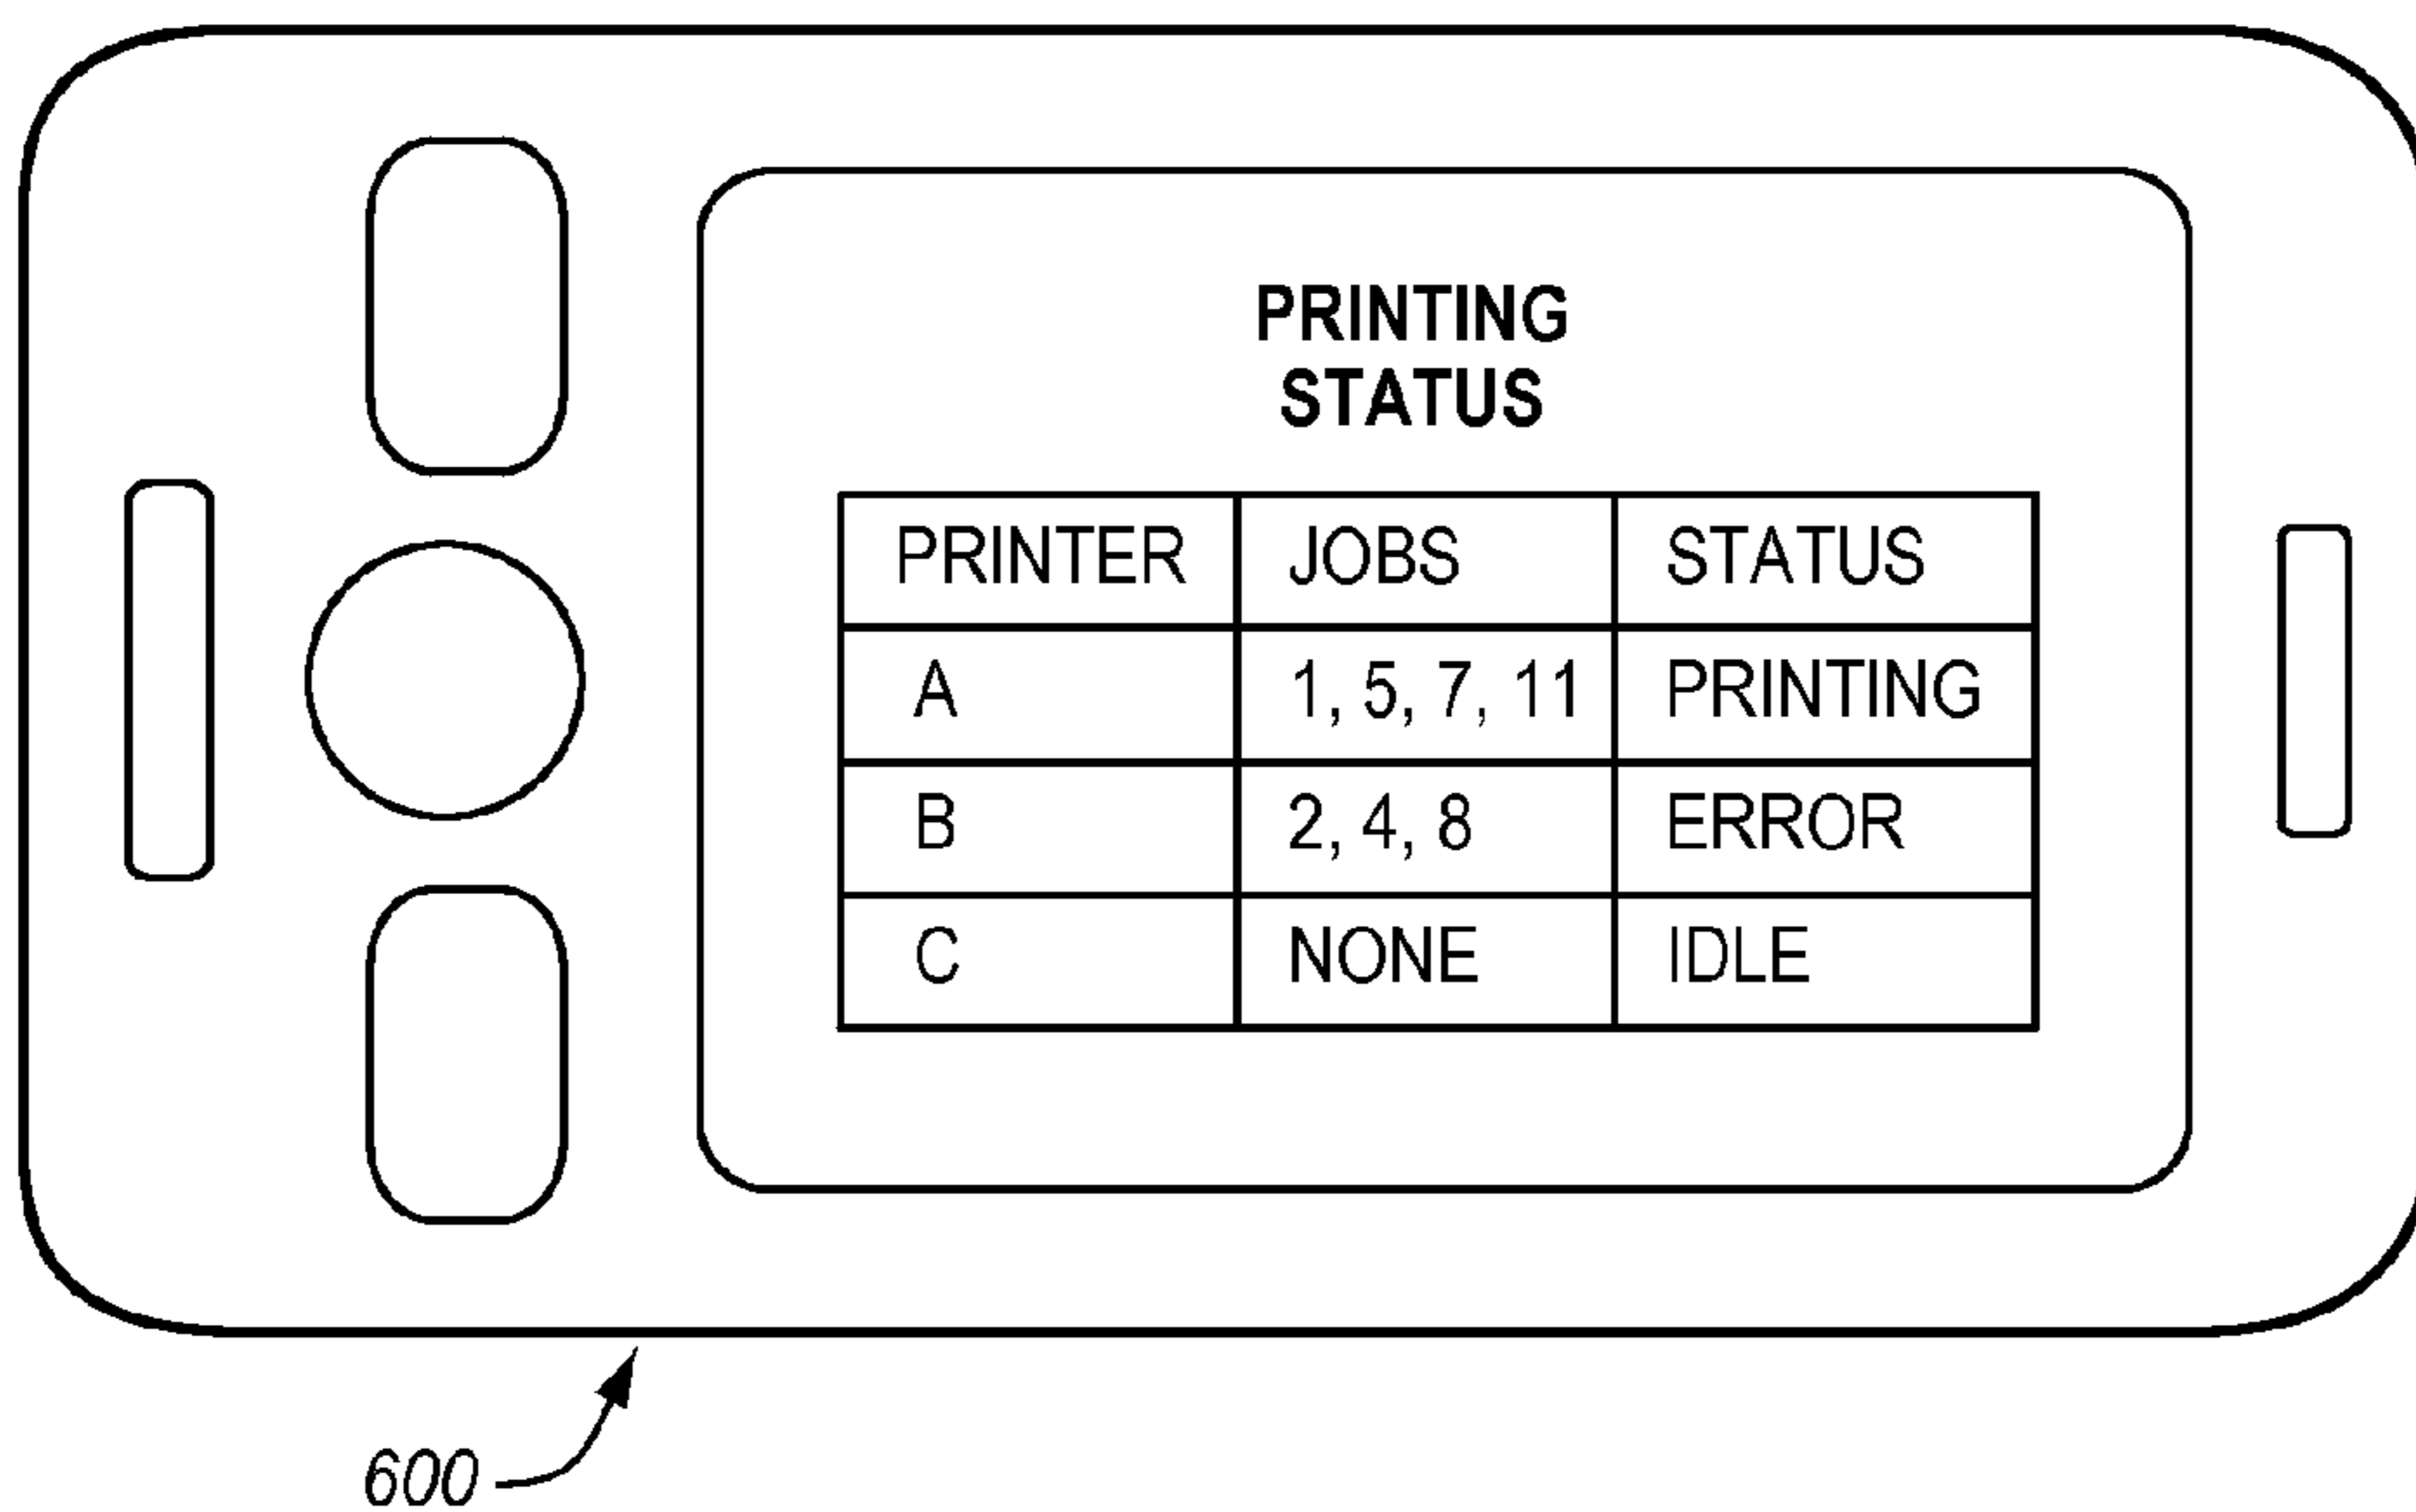 PRINTING
STATUS
PRINTER JOBS STATUS
A 1, 5, 7, 11 PRINTING
B 2, 4, 8 ERROR
C NONE IDLE
600